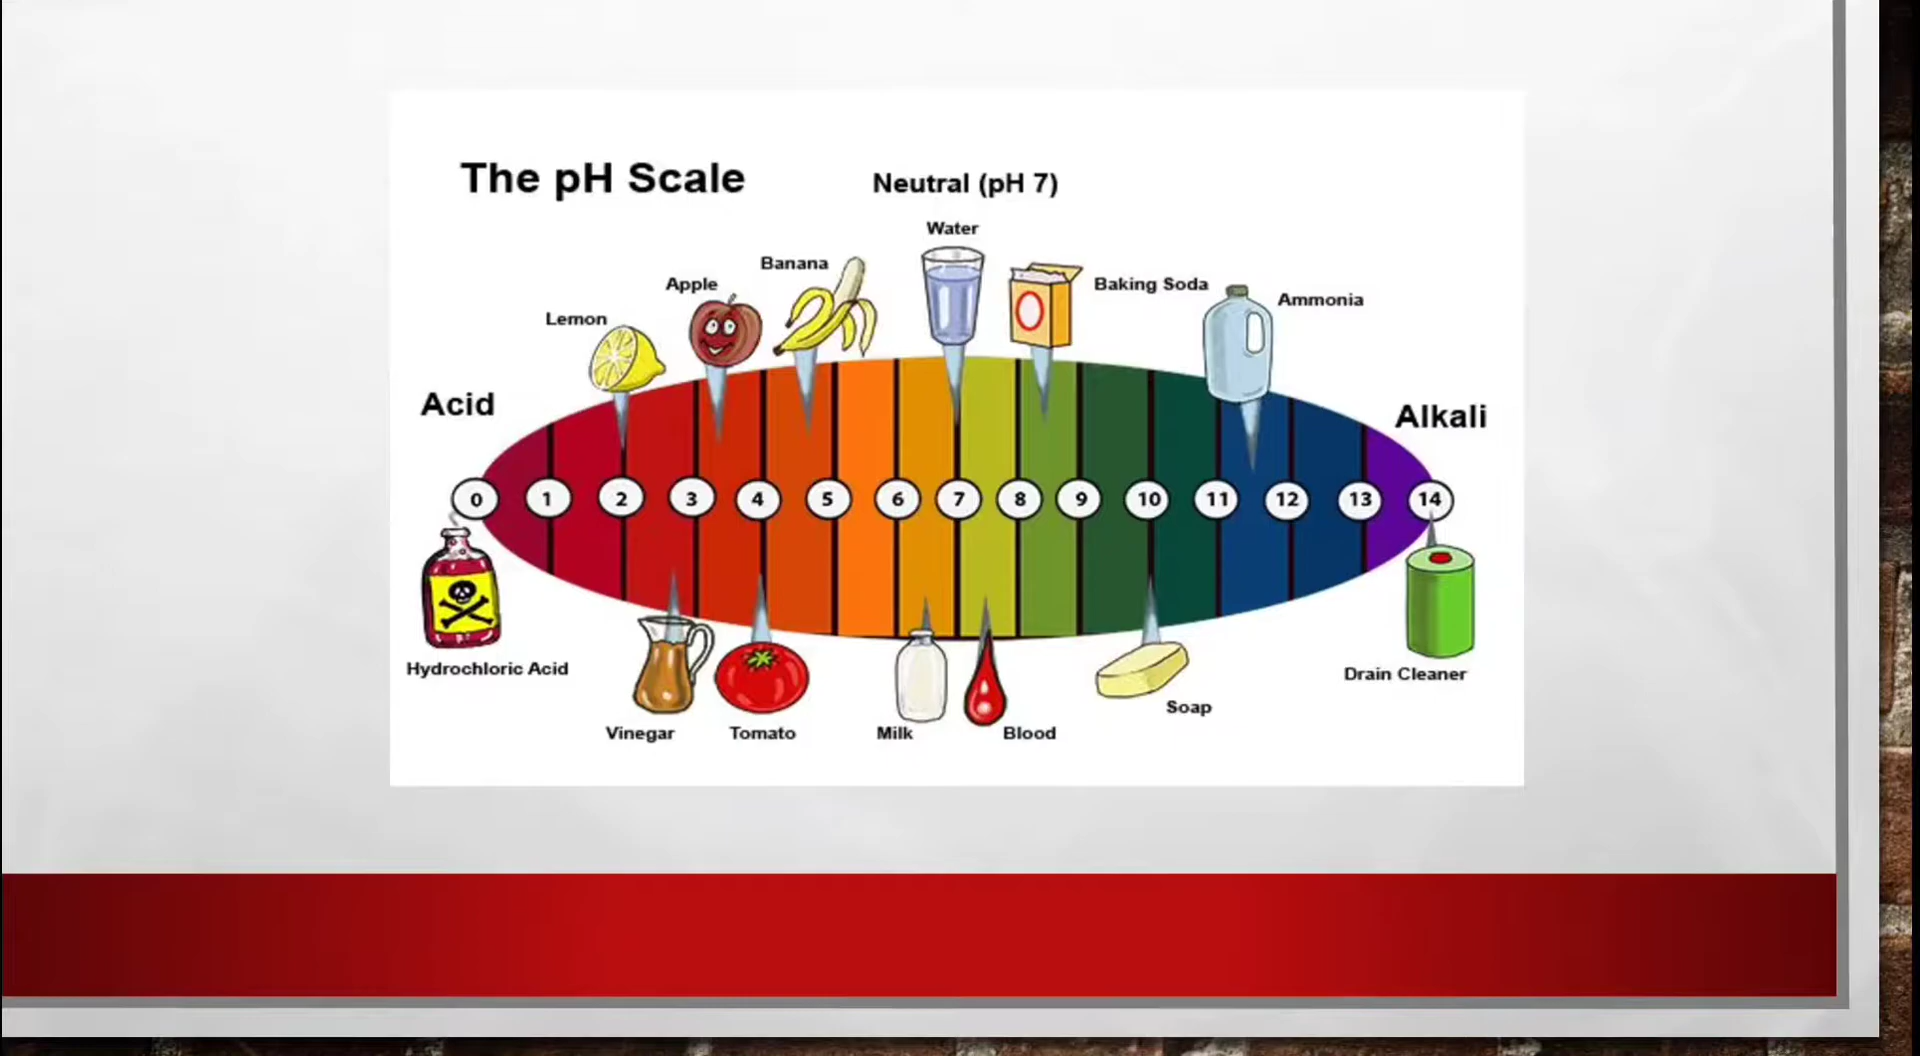 The pH Scale
Neutral (pH 7)
Water
Banana
Apple
Baking Soda
Ammonia
Lemon
Acid
Alkali
0 1 2 3 4 5 6 7 8 9 10 11 12 13 14
Hydrochloric Acid
Drain Cleaner
Soap
Vinegar
Tomato
Milk
Blood